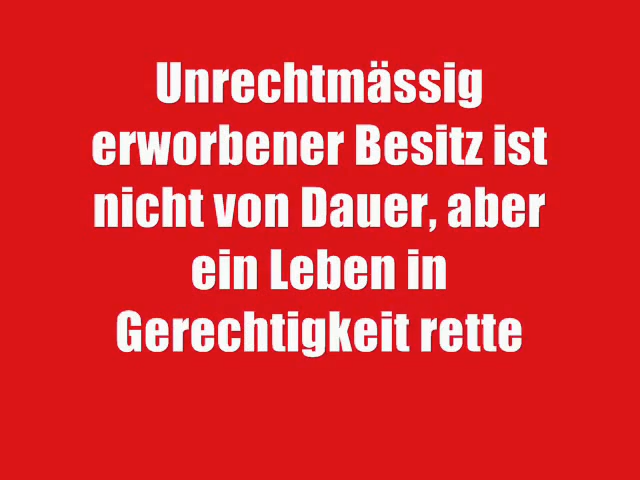 Unrechtmässig
erworbener Besitz ist
nicht von Dauer, aber
ein Leben in
Gerechtigkeit rette